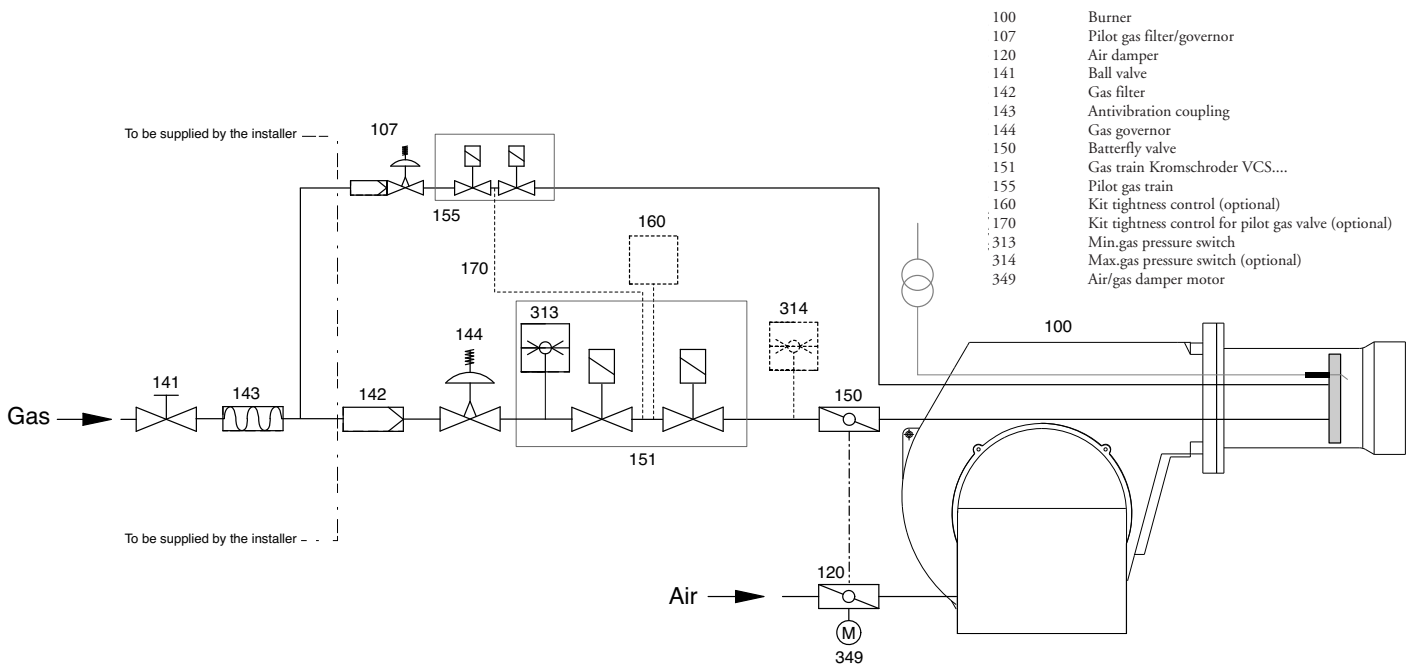 100 Burner
107 Pilot gas filter/governor
120 Air damper
141 Ball valve
142 Gas filter
143 Antivibration coupling
144 Gas governor
150 Batterfly valve
151 Gas train Kromschroder VCS....
155 Pilot gas train
160 Kit tightness control (optional)
170 Kit tightness control for pilot gas valve (optional)
313 Min.gas pressure switch
314 Max.gas pressure switch (optional)
349 Air/gas damper motor
To be supplied by the installer
107
155
160
170
313
314
100
144
141
143
142
150
Gas
151
To be supplied by the installer
120
Air
M
349